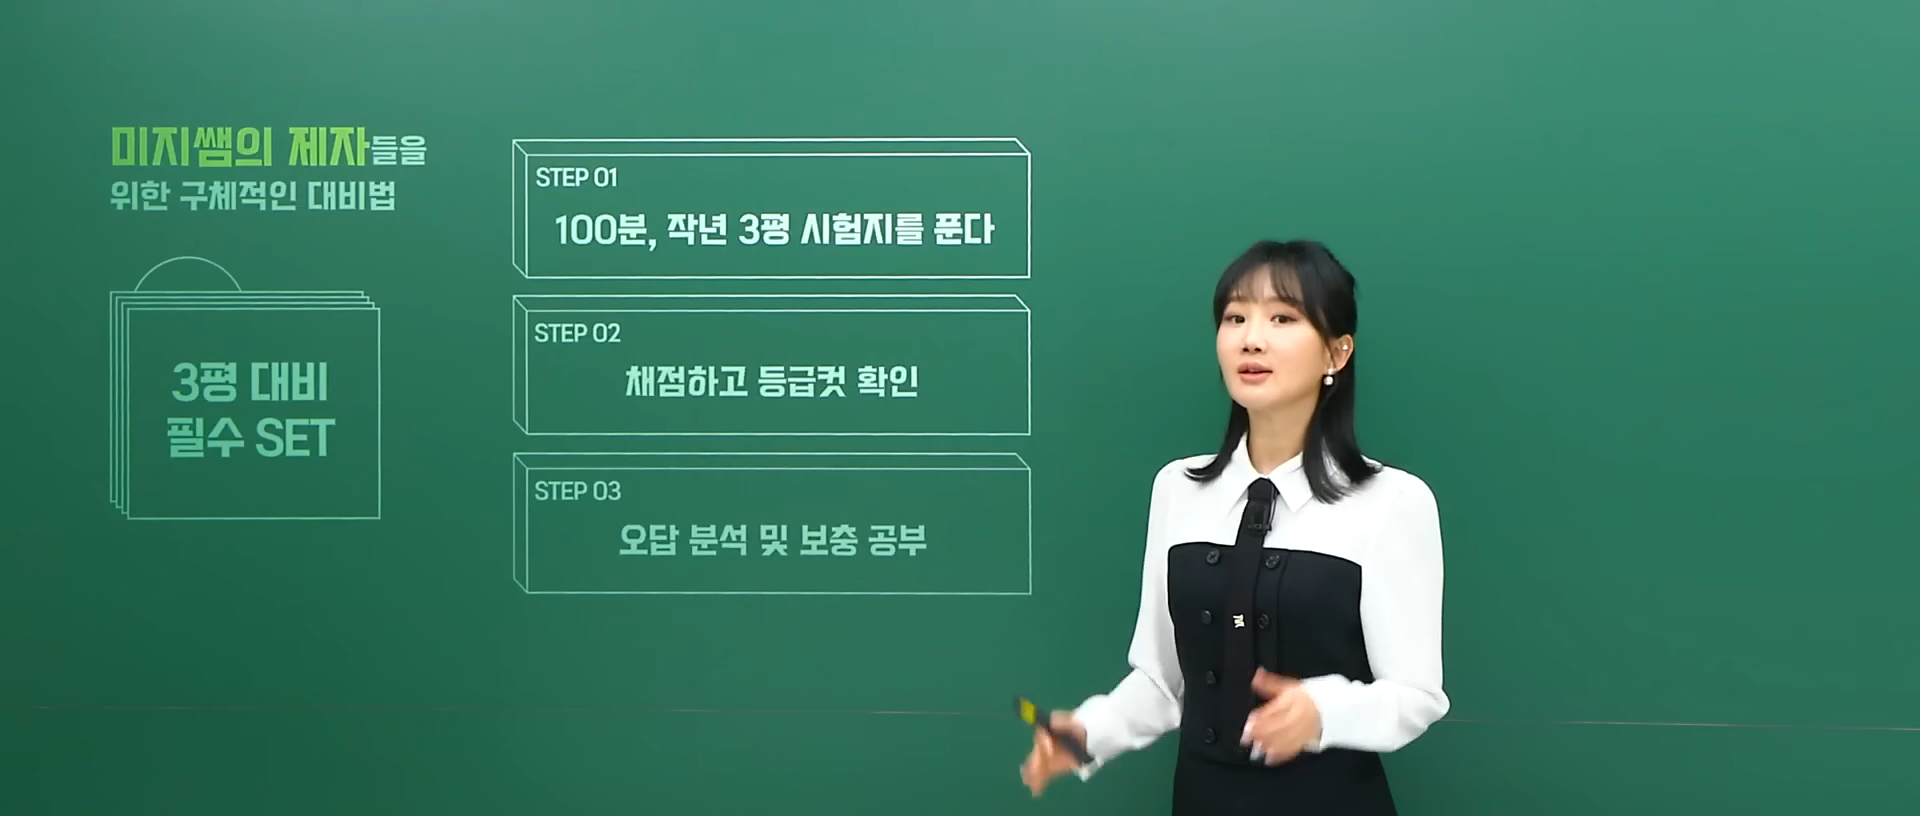 미지쌤의 제자들을
위한 구체적인 대비법
3평 대비
필수 SET
STEP 01
100분, 작년 3평 시험지를 푼다
STEP 02
채점하고 등급컷 확인
STEP 03
오답 분석 및 보충 공부